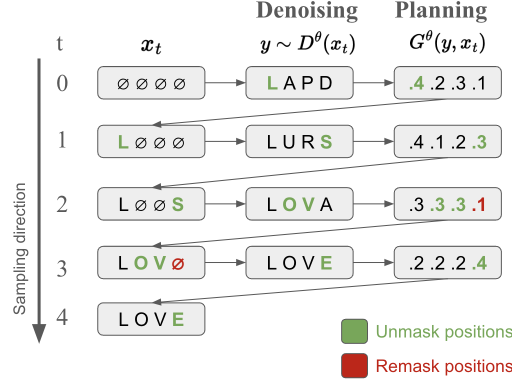 Denoising Planning
t x_t y ∼ D^θ(x_t) G^θ(y, x_t)
0 ∅ ∅ ∅ ∅ L A P D .4 .2 .3 .1
1 L ∅ ∅ ∅ L U R S .4 .1 .2 .3
2 L ∅ ∅ S L O V A .3 .3 .3 .1
3 L O V ∅ L O V E .2 .2 .2 .4
4 L O V E
Sampling direction
Unmask positions
Remask positions